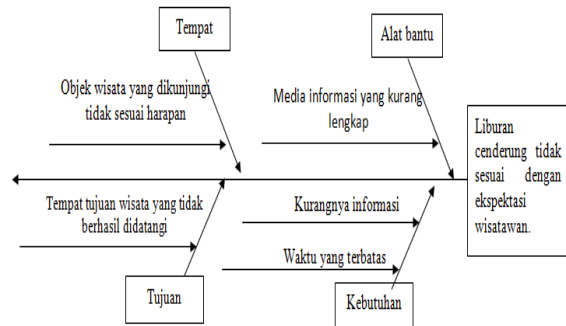 Tempat
Alat bantu
Objek wisata yang dikunjungi
tidak sesuai harapan
Media informasi yang kurang
lengkap
Liburan
cenderung tidak
sesuai dengan
ekspektasi
wisatawan.
Tempat tujuan wisata yang tidak
berhasil didatangi
Kurangnya informasi
Waktu yang terbatas
Tujuan
Kebutuhan